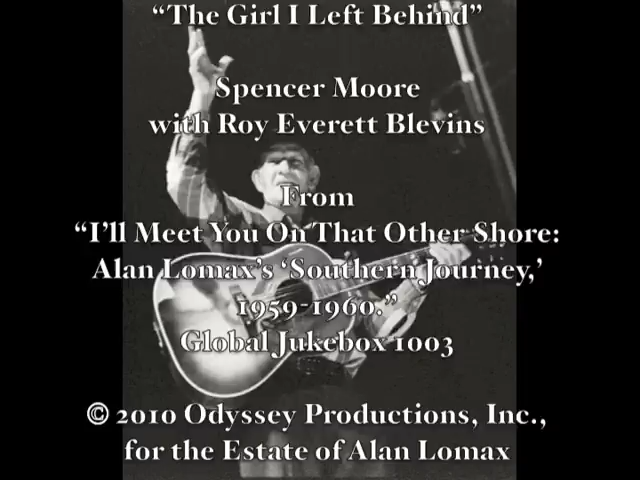 “The Girl I Left Behind”
Spencer Moore
with Roy Everett Blevins
From
“I’ll Meet You On That Other Shore:
Alan Lomax’s ‘Southern Journey,’
1959-1960.”
Global Jukebox 1003
© 2010 Odyssey Productions, Inc.,
for the Estate of Alan Lomax